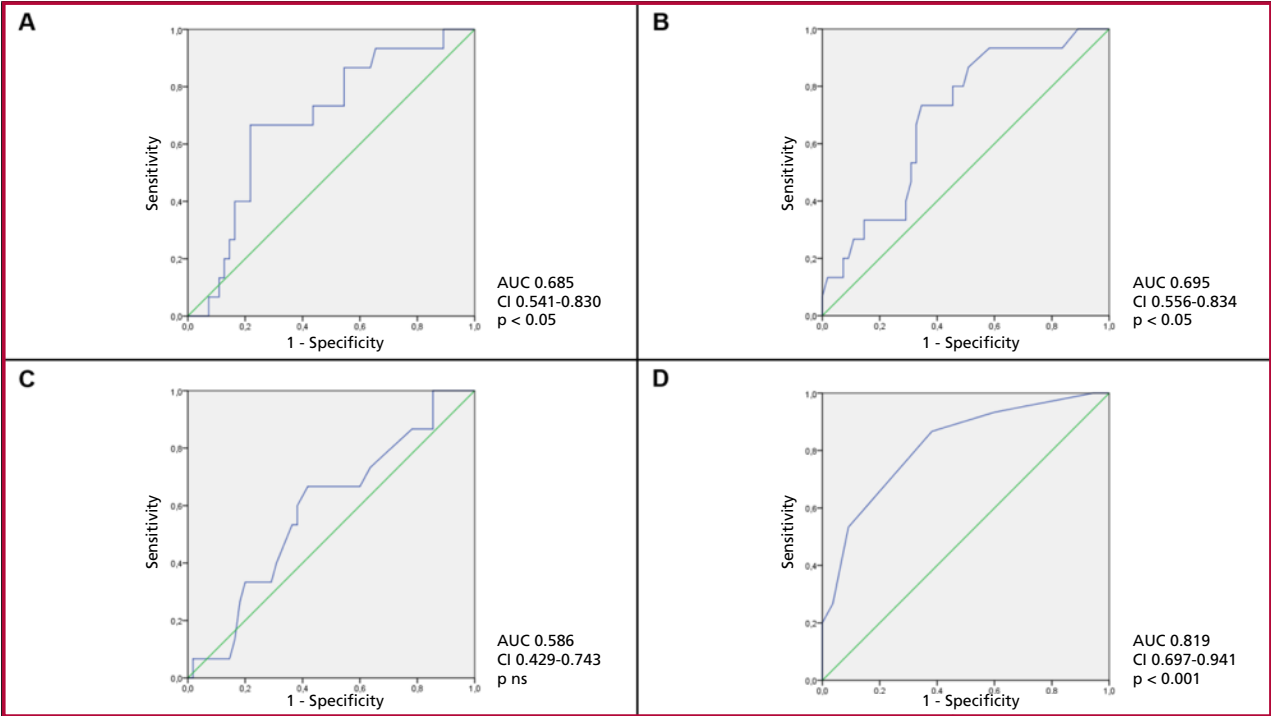 A
1,0
0,8
0,6
0,4
0,2
0,0
0,0 0,2 0,4 0,6 0,8 1,0
Sensitivity
1 - Specificity
AUC 0.685
CI 0.541-0.830
p < 0.05
B
1,0
0,8
0,6
0,4
0,2
0,0
0,0 0,2 0,4 0,6 0,8 1,0
Sensitivity
1 - Specificity
AUC 0.695
CI 0.556-0.834
p < 0.05
C
1,0
0,8
0,6
0,4
0,2
0,0
0,0 0,2 0,4 0,6 0,8 1,0
Sensitivity
1 - Specificity
AUC 0.586
CI 0.429-0.743
p ns
D
1,0
0,8
0,6
0,4
0,2
0,0
0,0 0,2 0,4 0,6 0,8 1,0
Sensitivity
1 - Specificity
AUC 0.819
CI 0.697-0.941
p < 0.001